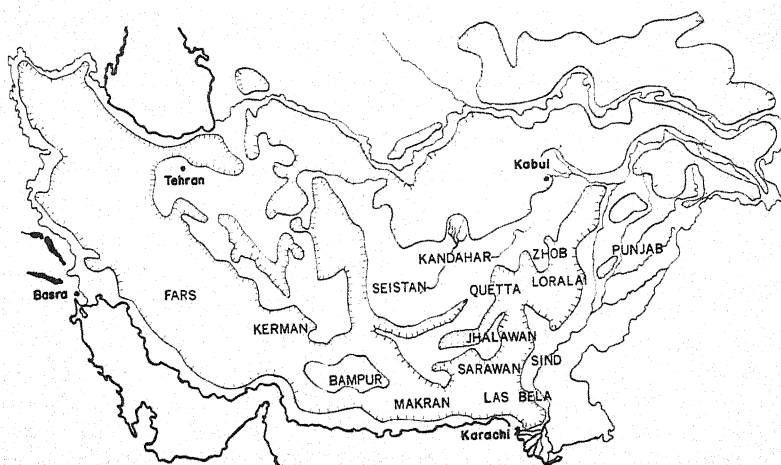 Kabul
Tehran
KANDAHAR
ZHOB
PUNJAB
SEISTAN
QUETTA
LORALAI
Basra
FARS
KERMAN
JHALAWAN
SARAWAN
SIND
BAMPUR
MAKRAN
LAS BELA
Karachi